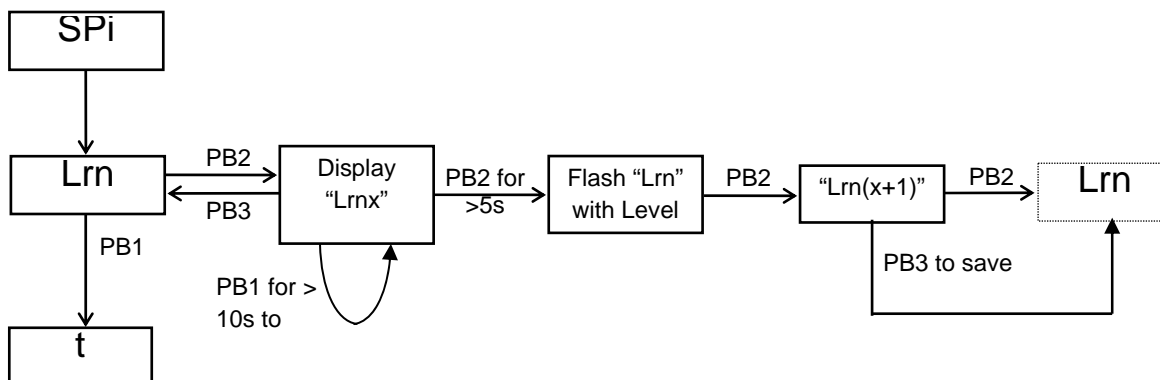 SPi
Lrn
PB2
PB3
Display
“Lrnx”
PB2 for
>5s
Flash “Lrn”
with Level
PB2
“Lrn(x+1)”
PB2
Lrn
PB1
PB1 for >
10s to
PB3 to save
t